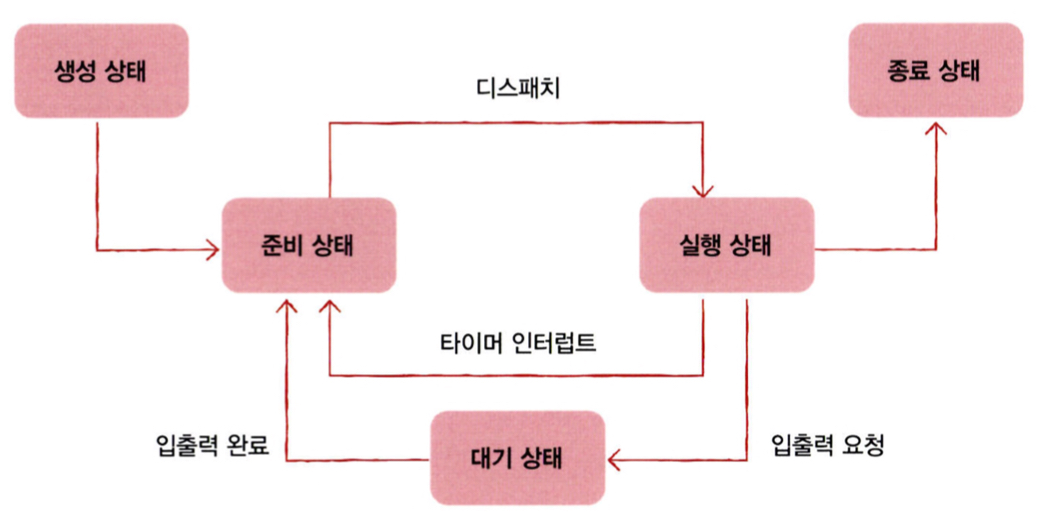 생성 상태
종료 상태
디스패치
준비 상태
실행 상태
타이머 인터럽트
입출력 완료
대기 상태
입출력 요청